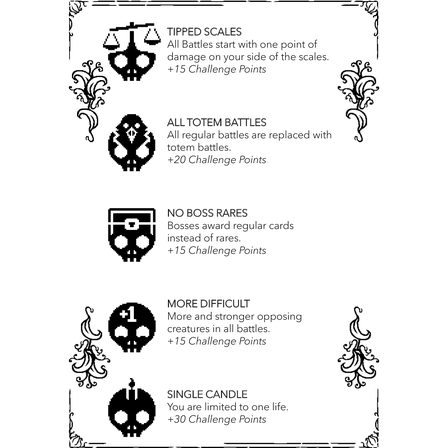 TIPPED SCALES
All Battles start with one point of
damage on your side of the scales.
+15 Challenge Points
ALL TOTEM BATTLES
All regular battles are replaced with
totem battles.
+20 Challenge Points
NO BOSS RARES
Bosses award regular cards
instead of rares.
+15 Challenge Points
+1
MORE DIFFICULT
More and stronger opposing
creatures in all battles.
+15 Challenge Points
SINGLE CANDLE
You are limited to one life.
+30 Challenge Points